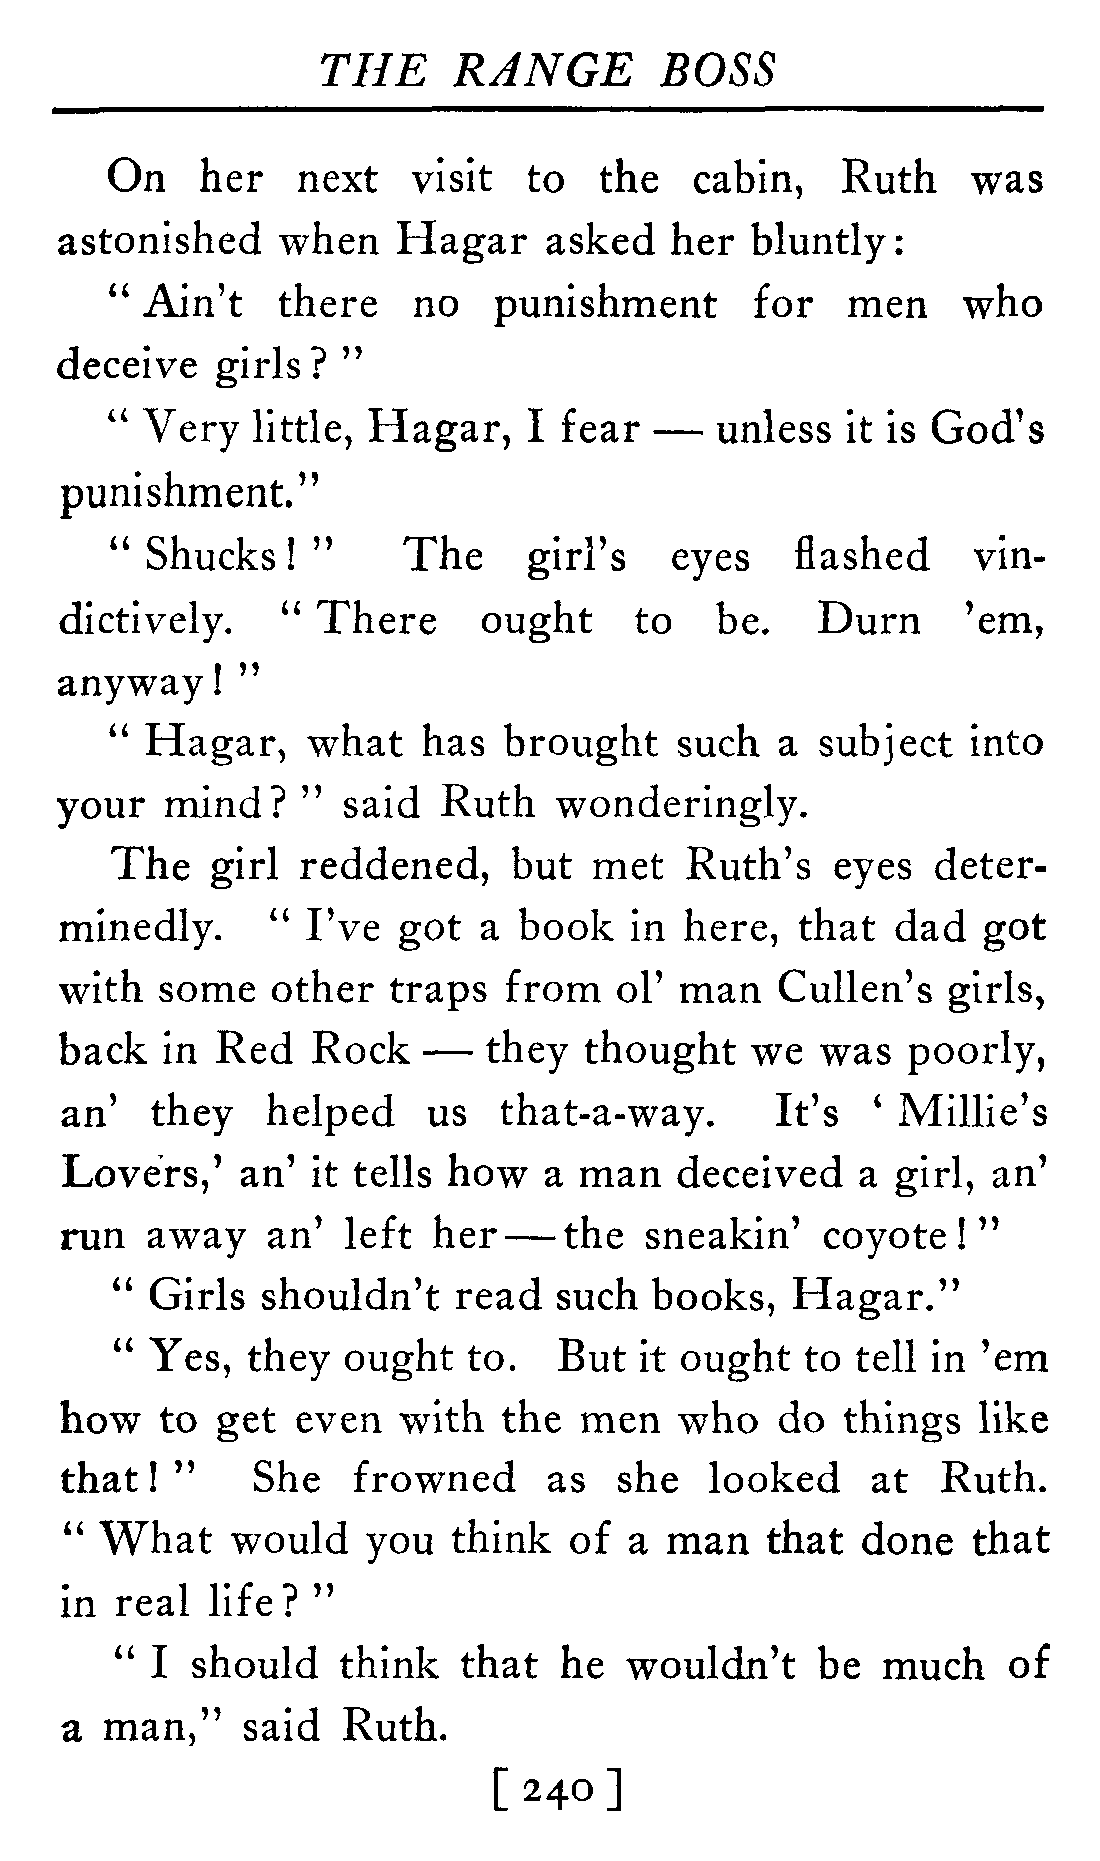 THE RANGE BOSS
On her next visit to the cabin, Ruth was
astonished when Hagar asked her bluntly:
“ Ain’t there no punishment for men who
deceive girls? ”
“ Very little, Hagar, I fear — unless it is God’s
punishment.”
“ Shucks! ” The girl’s eyes flashed vin-
dictively. “ There ought to be. Durn ’em,
anyway! ”
“ Hagar, what has brought such a subject into
your mind? ” said Ruth wonderingly.
The girl reddened, but met Ruth’s eyes deter-
minedly. “ I’ve got a book in here, that dad got
with some other traps from ol’ man Cullen’s girls,
back in Red Rock — they thought we was poorly,
an’ they helped us that-a-way. It’s ‘ Millie’s
Lovers,’ an’ it tells how a man deceived a girl, an’
run away an’ left her — the sneakin’ coyote! ”
“ Girls shouldn’t read such books, Hagar.”
“ Yes, they ought to. But it ought to tell in ’em
how to get even with the men who do things like
that! ” She frowned as she looked at Ruth.
“ What would you think of a man that done that
in real life? ”
“ I should think that he wouldn’t be much of
a man,” said Ruth.
[ 240 ]